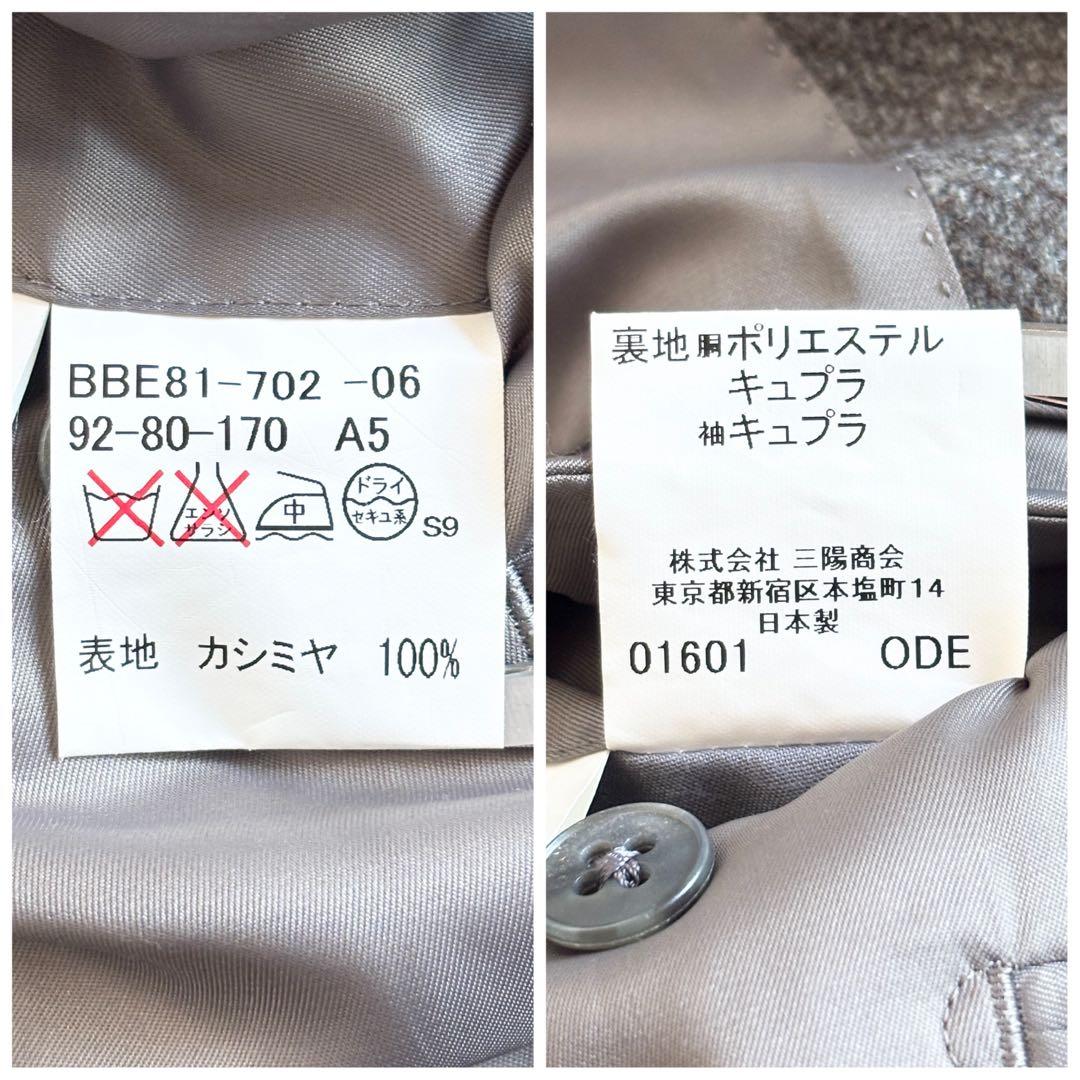 BBE81-702 -06
92-80-170 A5
エンソ
サラシ
中
ドライ
セキユ系
S9
表地 カシミヤ 100%
裏地 胴ポリエステル
キュプラ
袖キュプラ
株式会社 三陽商会
東京都新宿区本塩町14
日本製
01601 ODE